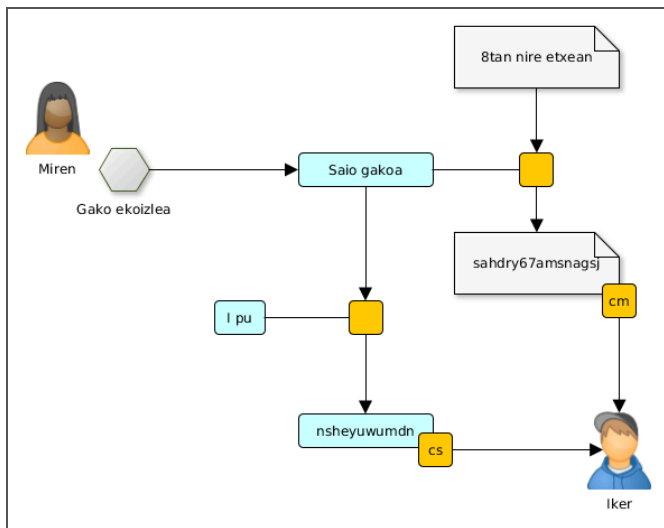 8tan nire etxean
Miren
Saio gakoa
Gako ekoizlea
sahdry67amsnagsj
cm
I pu
nsheyuwumdn
cs
Iker